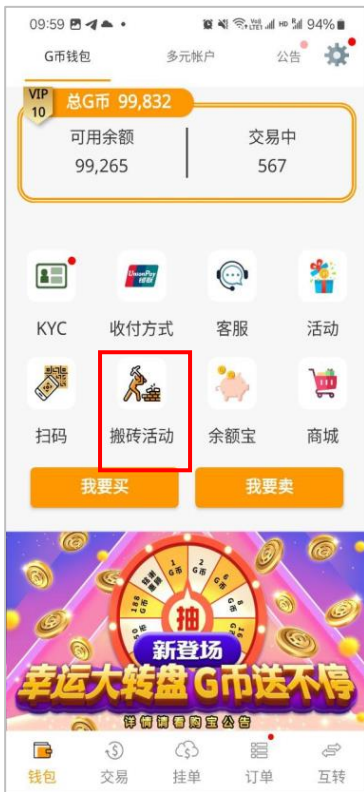 09:59
94%
G币钱包 多元帐户 公告
VIP 10
总G币 99,832
可用余额 交易中
99,265 567
UnionPay
银联
KYC 收付方式 客服 活动
扫码 搬砖活动 余额宝 商城
我要买 我要卖
抽
新登场
幸运大转盘 G币送不停
详情请看购宝公告
钱包 交易 挂单 订单 互转